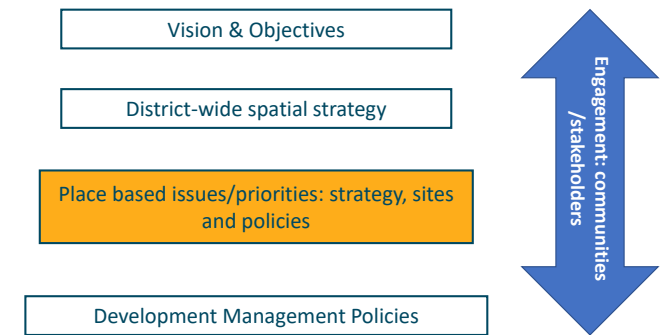 Vision & Objectives
District-wide spatial strategy
Place based issues/priorities: strategy, sites
and policies
Development Management Policies
Engagement: communities
/stakeholders